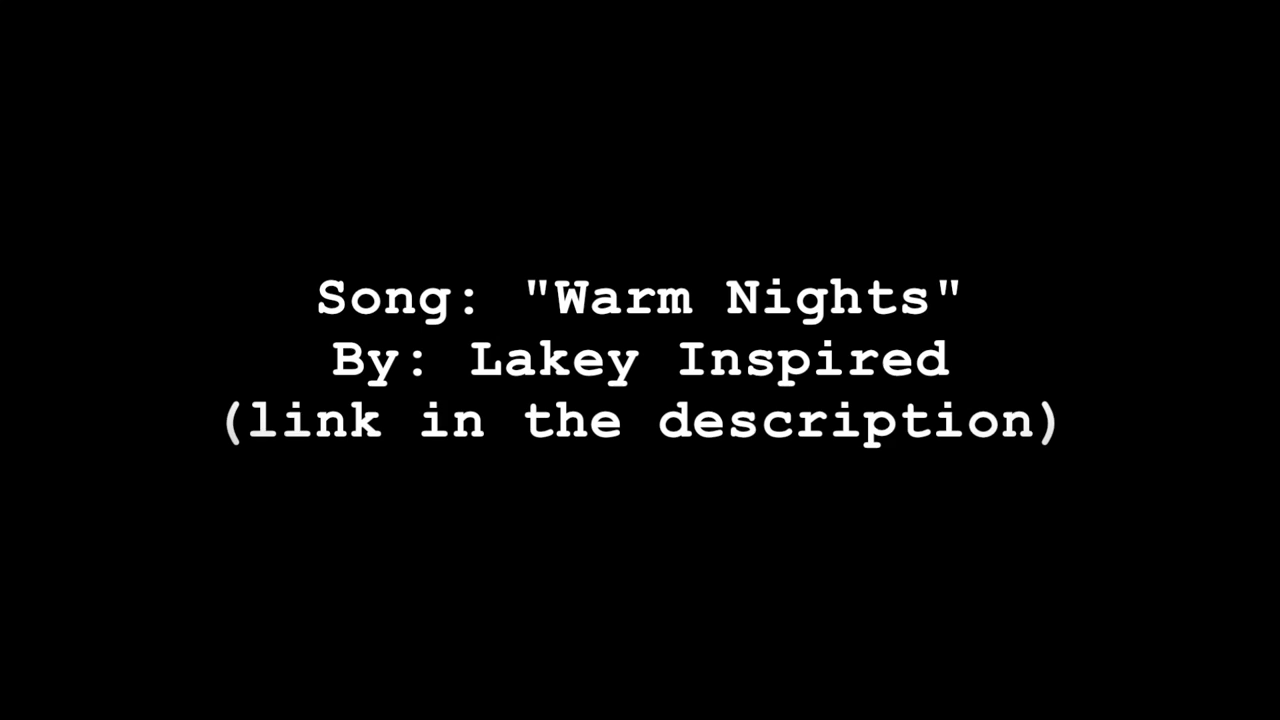 Song: "Warm Nights"
By: Lakey Inspired
(link in the description)